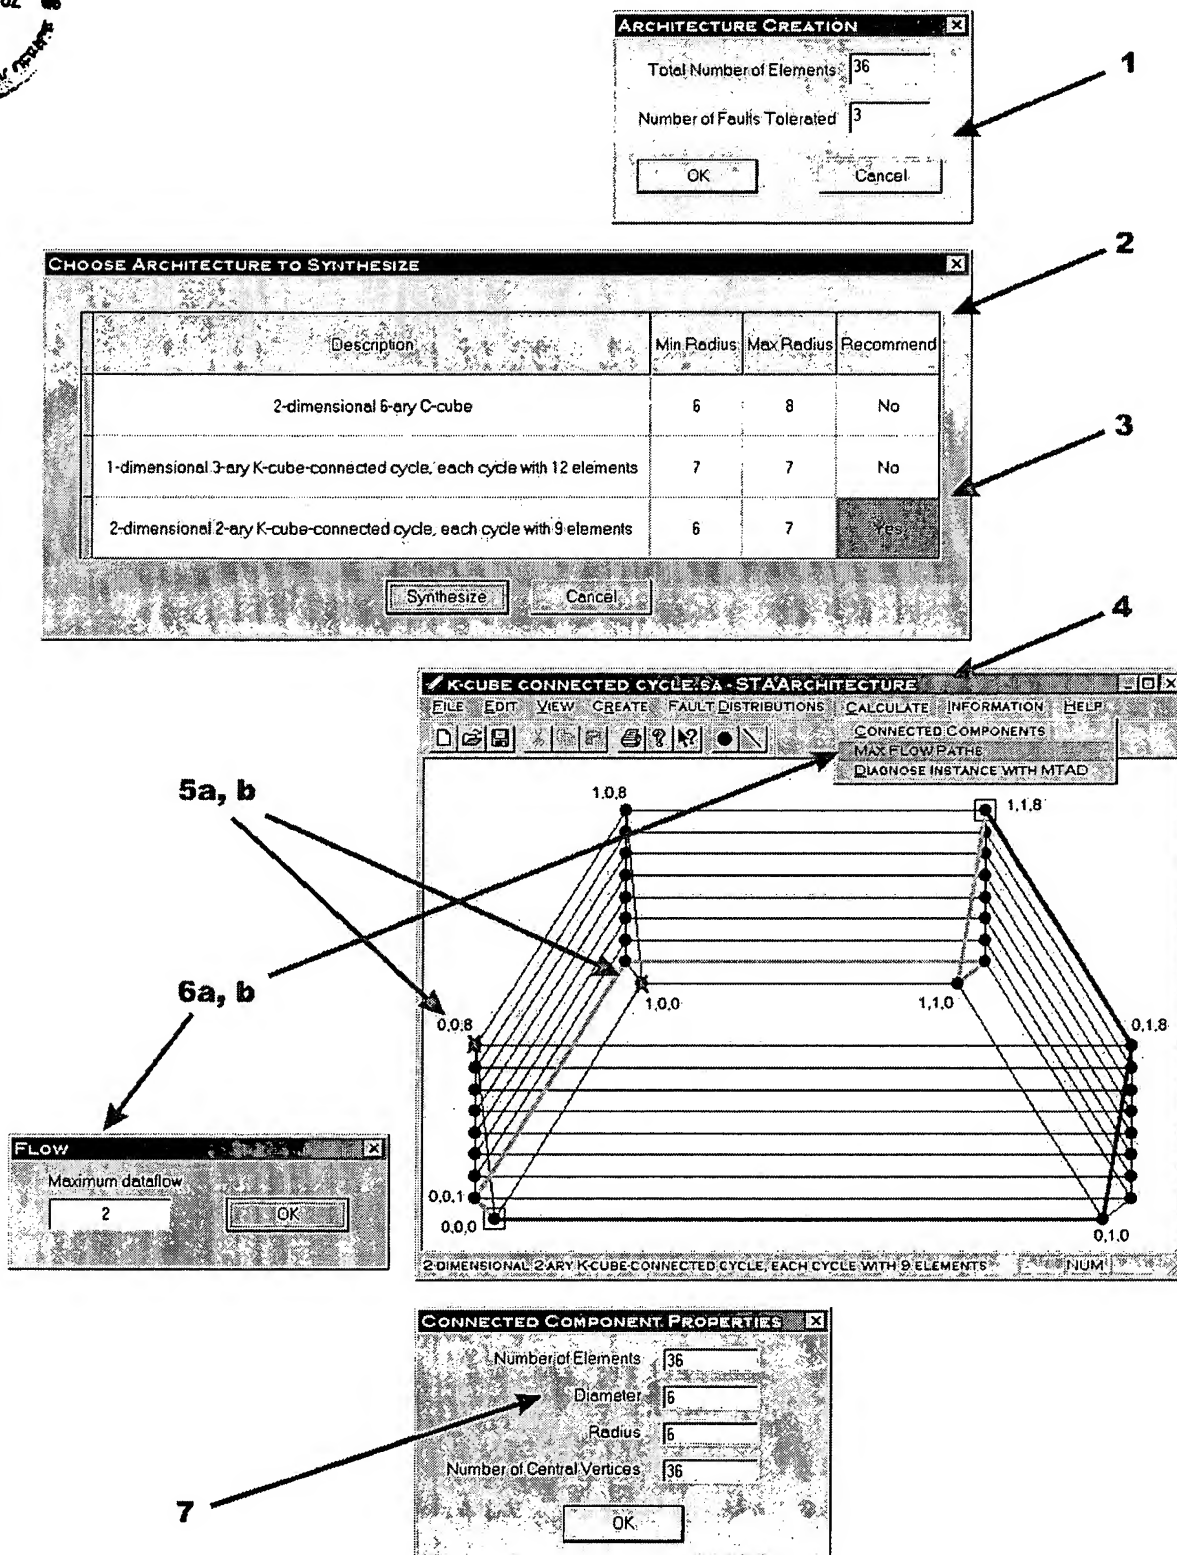 ARCHITECTURE CREATION
Total Number of Elements 36
Number of Faults Tolerated 3
OK Cancel
1
CHOOSE ARCHITECTURE TO SYNTHESIZE
2
Description Min Radius Max Radius Recommend
2-dimensional 6-ary C-cube 6 8 No
1-dimensional 3-ary K-cube-connected cycle, each cycle with 12 elements 7 7 No
3
2-dimensional 2-ary K-cube-connected cycle, each cycle with 9 elements 6 7 Yes
Synthesize Cancel
4
K-CUBE CONNECTED CYCLE.SA - STAARCHITECTURE
FILE EDIT VIEW CREATE FAULT DISTRIBUTIONS CALCULATE INFORMATION HELP
CONNECTED COMPONENTS
MAX FLOW PATHS
DIAGNOSE INSTANCE WITH MTAD
5a, b
1,0,8
1,1,8
6a, b
1,0,0
1,1,0
0,0,8
0,1,8
FLOW
Maximum dataflow
2
OK
0,0,1
0,0,0
0,1,0
2-DIMENSIONAL 2-ARY K-CUBE-CONNECTED CYCLE, EACH CYCLE WITH 9 ELEMENTS NUM
CONNECTED COMPONENT PROPERTIES
Number of Elements 36
Diameter 6
Radius 6
Number of Central Vertices 36
7
OK